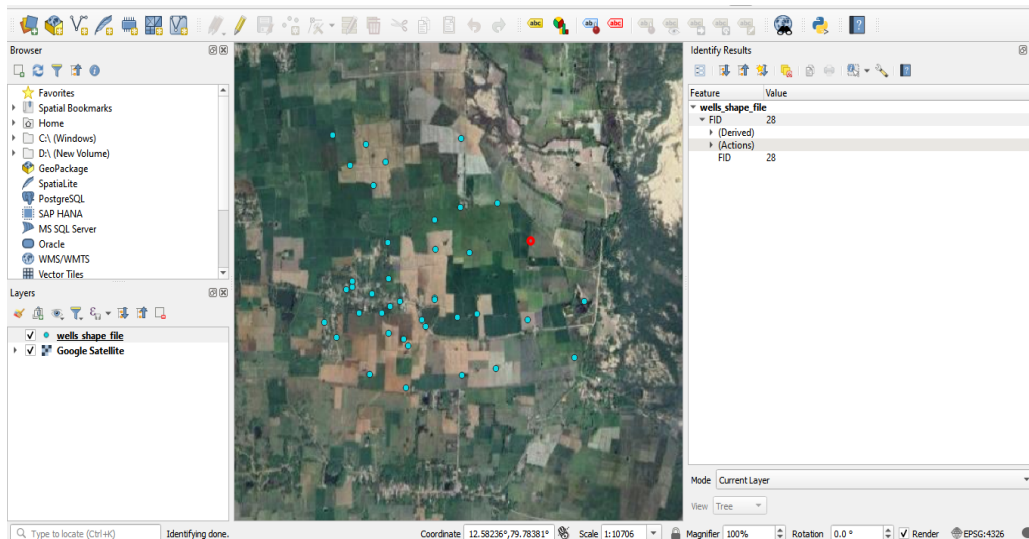 abc
ab
abc
Browser
Favorites
Spatial Bookmarks
Home
C:\ (Windows)
D:\ (New Volume)
GeoPackage
SpatiaLite
PostgreSQL
SAP HANA
MS SQL Server
Oracle
WMS/WMTS
Vector Tiles
Layers
wells_shape_file
Google Satellite
Identify Results
Feature Value
wells_shape_file
FID 28
(Derived)
(Actions)
FID 28
Mode Current Layer
View Tree
Type to locate (Ctrl+K) Identifying done. Coordinate 12.58236°,79.78381° Scale 1:10706 Magnifier 100% Rotation 0.0 ° Render EPSG:4326